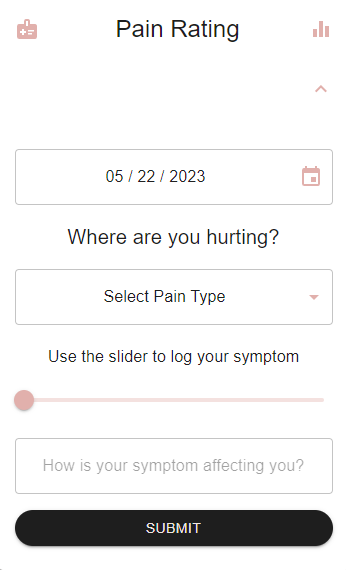 Pain Rating
05 / 22 / 2023
Where are you hurting?
Select Pain Type
Use the slider to log your symptom
How is your symptom affecting you?
SUBMIT